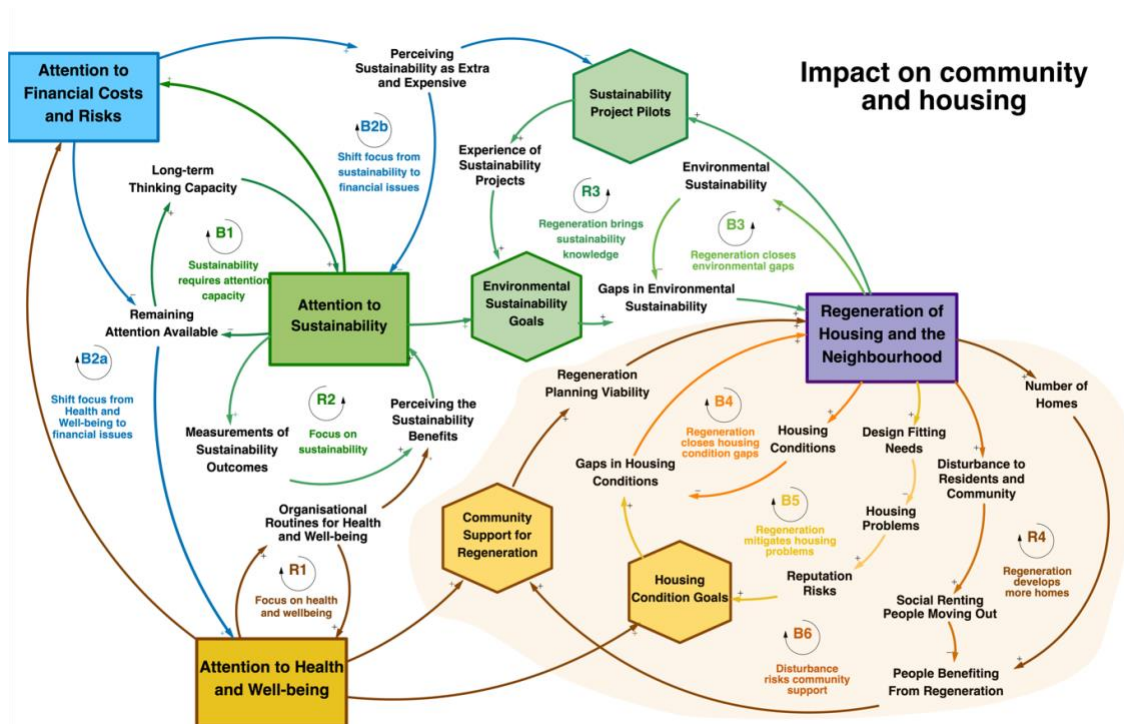 Impact on community
and housing
Attention to
Financial Costs
and Risks
Perceiving
Sustainability as Extra
and Expensive
Sustainability
Project Pilots
B2b
Shift focus from
sustainability to
financial issues
Long-term
Thinking Capacity
Experience of
Sustainability
Projects
Environmental
Sustainability
R3
Regeneration brings
sustainability
knowledge
B3
Regeneration closes
environmental gaps
B1
Sustainability
requires attention
capacity
Attention to
Sustainability
Environmental
Sustainability
Goals
Gaps in Environmental
Sustainability
Regeneration of
Housing and the
Neighbourhood
Remaining
Attention Available
B2a
Shift focus from
Health and
Well-being to
financial issues
R2
Focus on
sustainability
Measurements of
Sustainability
Outcomes
Perceiving the
Sustainability
Benefits
Regeneration
Planning Viability
Number of
Homes
B4
Regeneration
closes housing
condition gaps
Housing
Conditions
Design Fitting
Needs
Gaps in Housing
Conditions
Disturbance to
Residents and
Community
Organisational
Routines for Health
and Well-being
Community
Support for
Regeneration
B5
Regeneration
mitigates housing
problems
Housing
Problems
R4
Regeneration
develops
more homes
R1
Focus on health
and wellbeing
Housing
Condition Goals
Reputation
Risks
Social Renting
People Moving Out
B6
Disturbance
risks community
support
Attention to Health
and Well-being
People Benefiting
From Regeneration